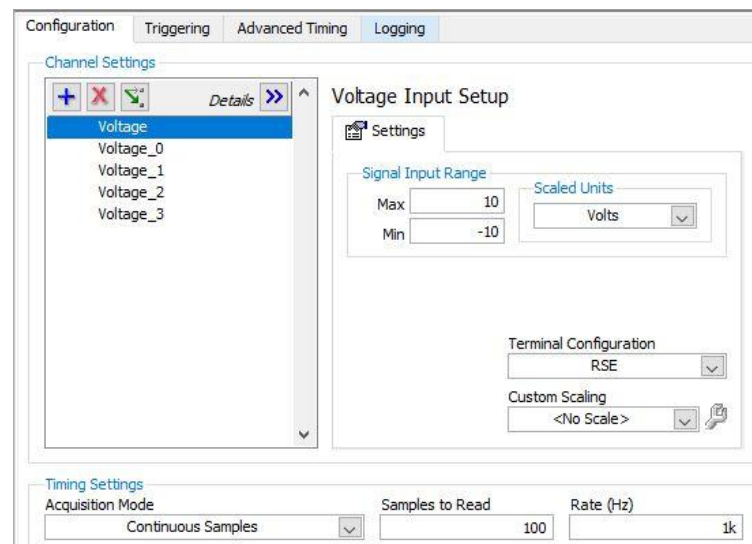 Configuration
Triggering
Advanced Timing
Logging
Channel Settings
Details
Voltage
Voltage_0
Voltage_1
Voltage_2
Voltage_3
Voltage Input Setup
Settings
Signal Input Range
Max 10
Min -10
Scaled Units
Volts
Terminal Configuration
RSE
Custom Scaling
<No Scale>
Timing Settings
Acquisition Mode
Continuous Samples
Samples to Read
100
Rate (Hz)
1k